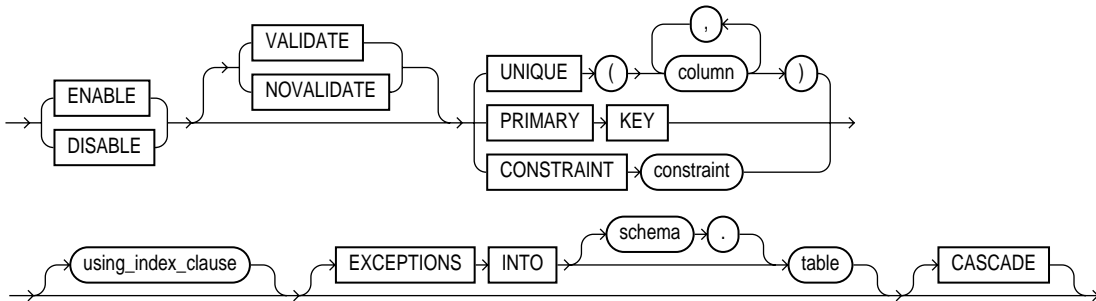 ,
VALIDATE
UNIQUE ( column )
ENABLE NOVALIDATE
PRIMARY KEY
DISABLE
CONSTRAINT constraint
schema .
using_index_clause EXCEPTIONS INTO table CASCADE